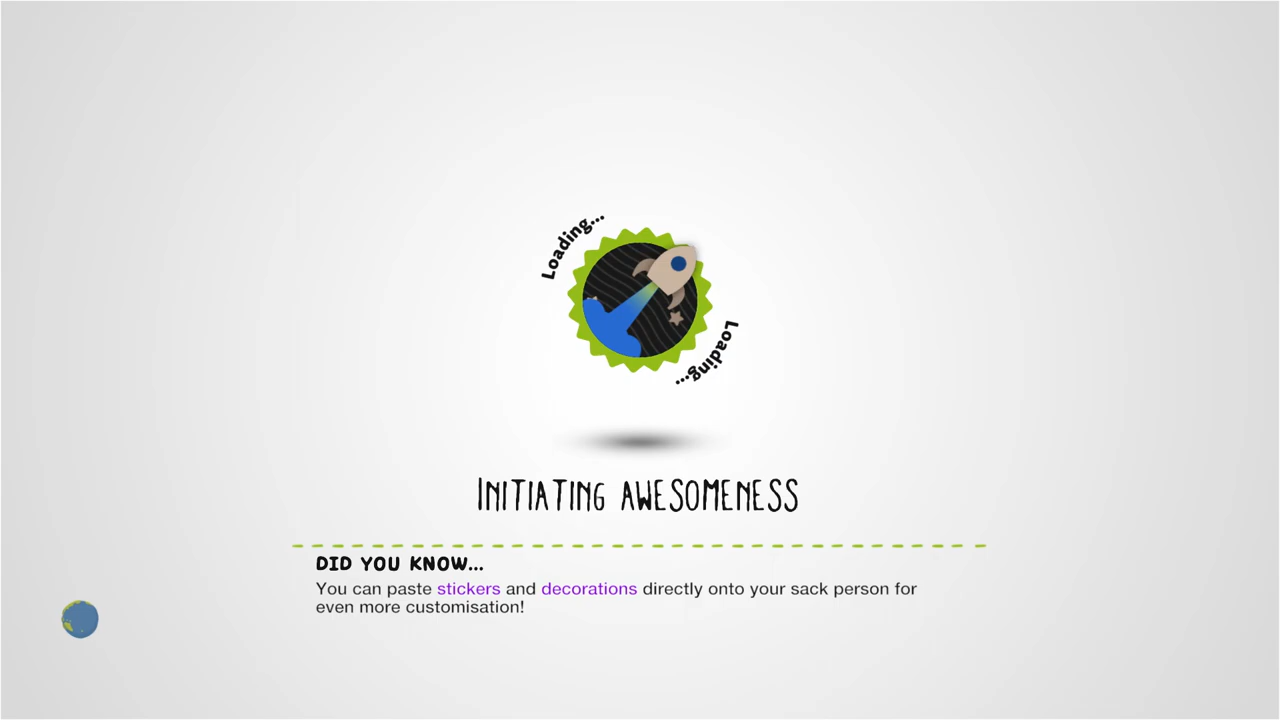 Loading...
Loading...
INITIATING AWESOMENESS
DID YOU KNOW...
You can paste stickers and decorations directly onto your sack person for
even more customisation!